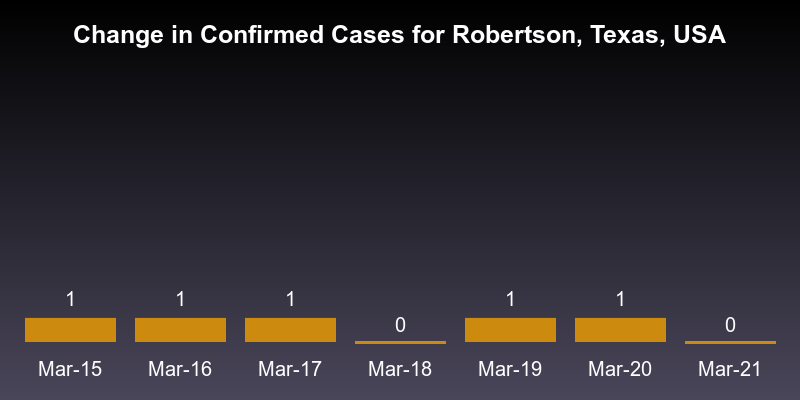 Change in Confirmed Cases for Robertson, Texas, USA
1 1 1 0 1 1 0
Mar-15 Mar-16 Mar-17 Mar-18 Mar-19 Mar-20 Mar-21